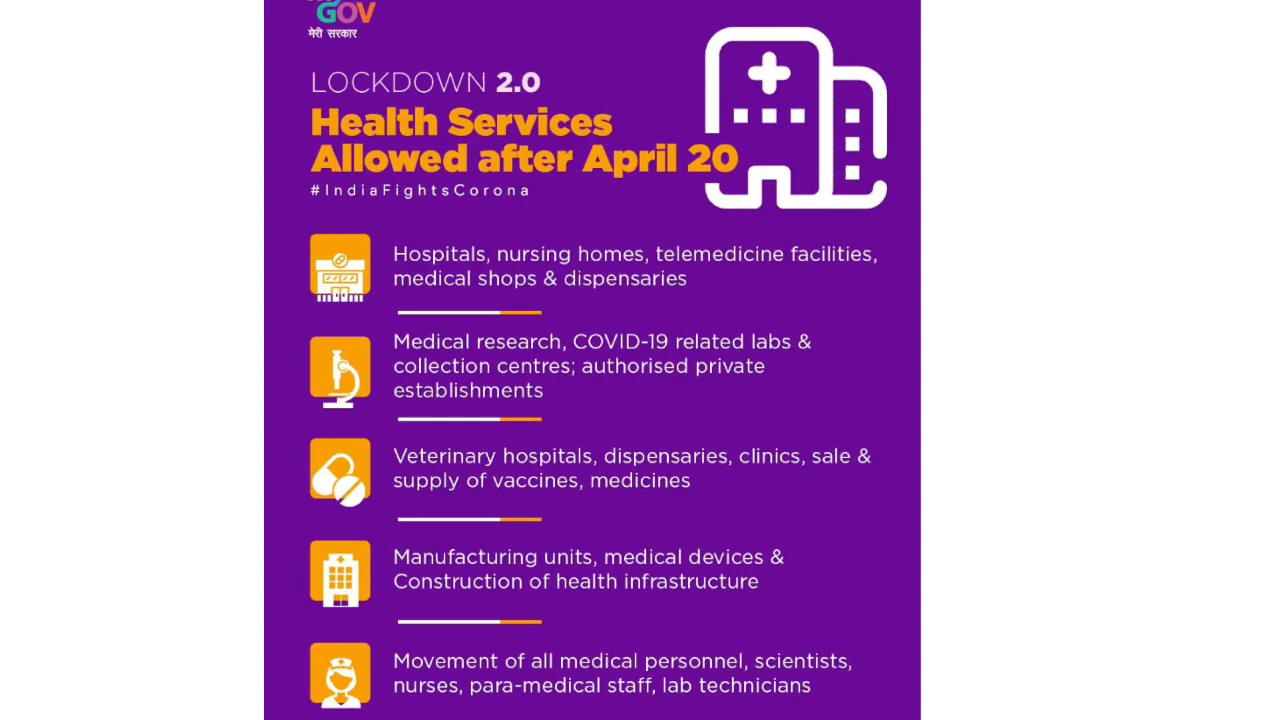 GOV
मेरी सरकार
LOCKDOWN 2.0
Health Services
Allowed after April 20
#IndiaFightsCorona
Hospitals, nursing homes, telemedicine facilities,
medical shops & dispensaries
Medical research, COVID-19 related labs &
collection centres; authorised private
establishments
Veterinary hospitals, dispensaries, clinics, sale &
supply of vaccines, medicines
Manufacturing units, medical devices &
Construction of health infrastructure
Movement of all medical personnel, scientists,
nurses, para-medical staff, lab technicians